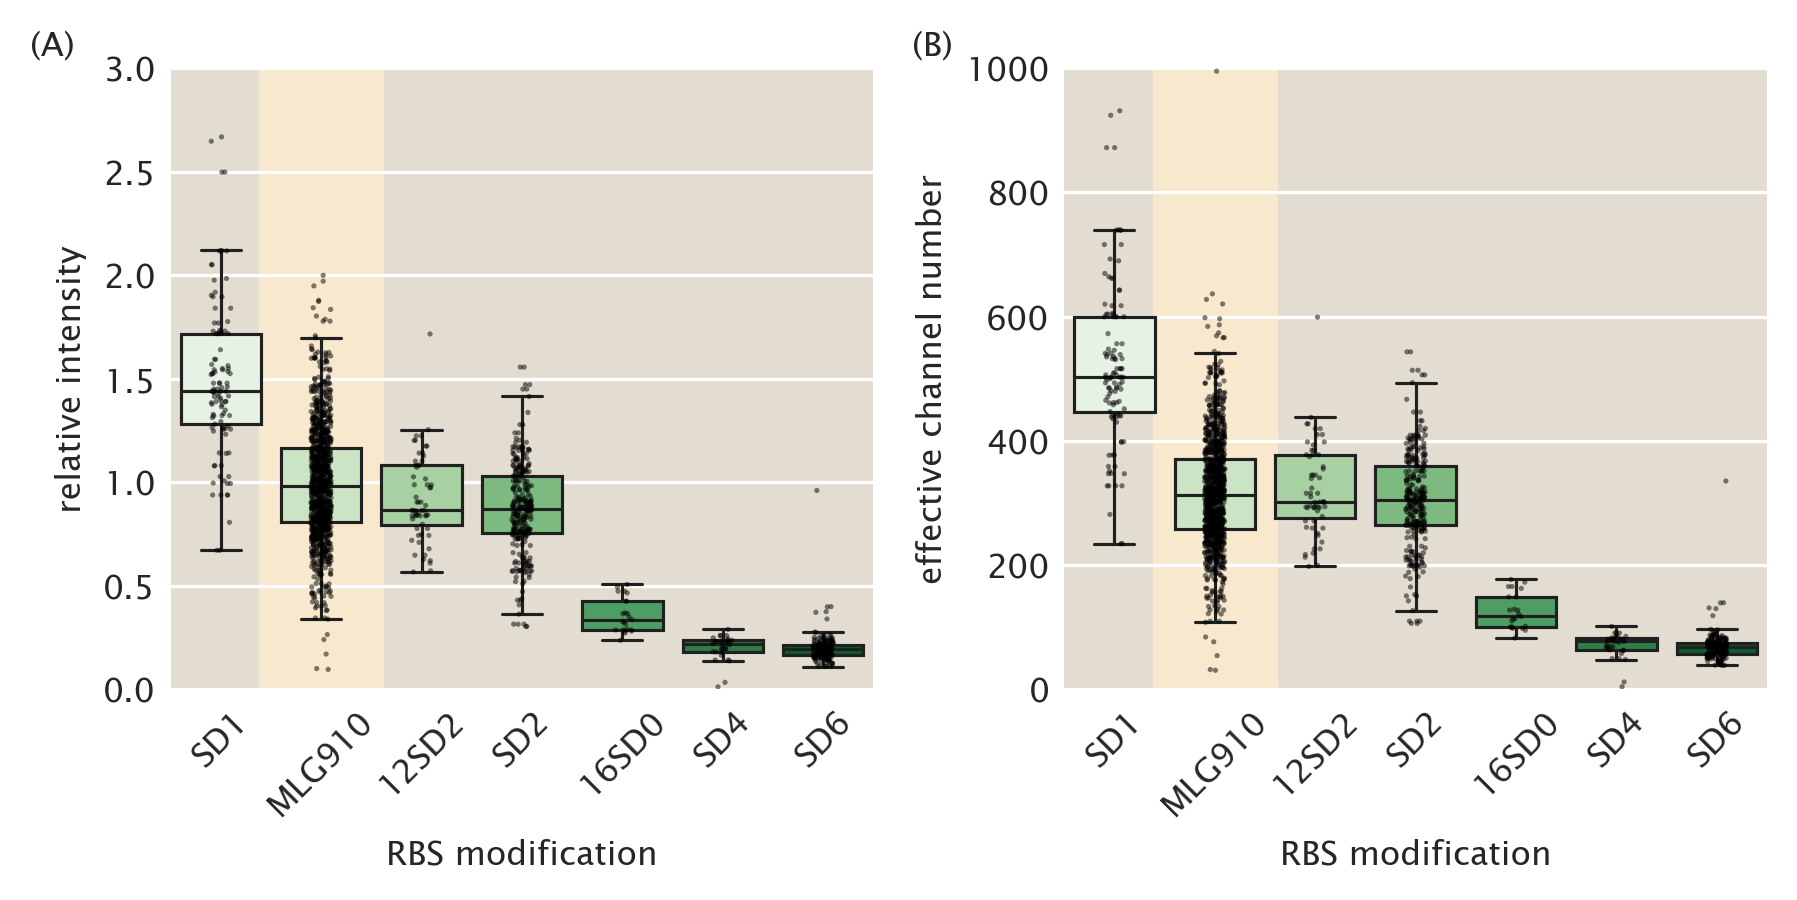 (A)
3.0
2.5
2.0
1.5
1.0
0.5
0.0
relative intensity
SD1
MLG910
12SD2
SD2
16SD0
SD4
SD6
RBS modification
(B)
1000
800
600
400
200
0
effective channel number
SD1
MLG910
12SD2
SD2
16SD0
SD4
SD6
RBS modification